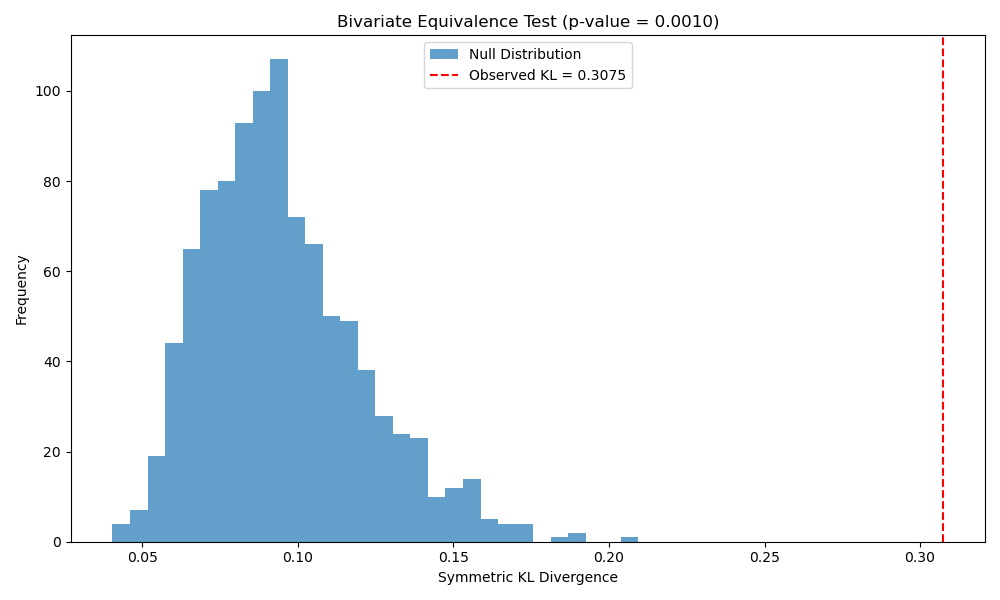 Bivariate Equivalence Test (p-value = 0.0010)
Null Distribution
Observed KL = 0.3075
Frequency
100
80
60
40
20
0
0.05 0.10 0.15 0.20 0.25 0.30
Symmetric KL Divergence